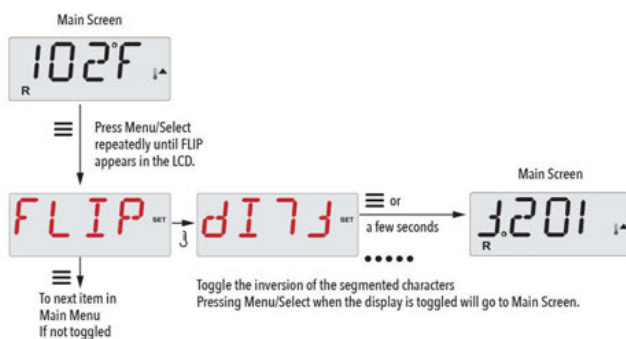 Main Screen
102°F
R
Press Menu/Select
repeatedly until FLIP
appears in the LCD.
Main Screen
FLIP SET
dI7J SET
or
a few seconds
J.201
R
To next item in
Main Menu
If not toggled
Toggle the inversion of the segmented characters
Pressing Menu/Select when the display is toggled will go to Main Screen.